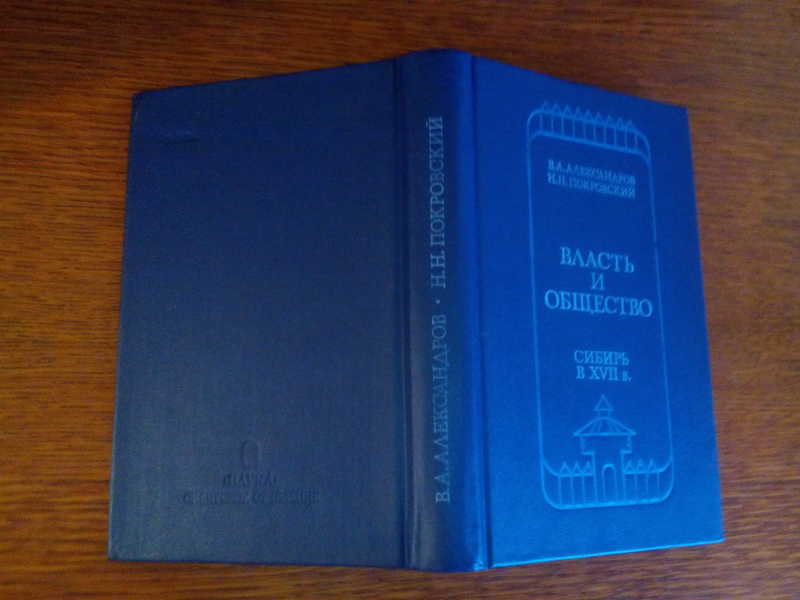 В.А.АЛЕКСАНДРОВ
Н.Н.ПОКРОВСКИЙ
ВЛАСТЬ
И
ОБЩЕСТВО
СИБИРЬ
В XVII в.
В.А.АЛЕКСАНДРОВ · Н.Н.ПОКРОВСКИЙ
НАУКА